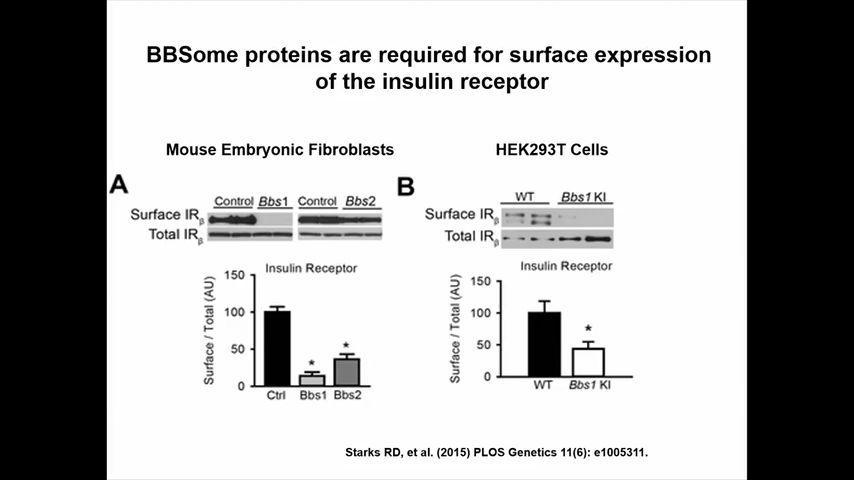 BBSome proteins are required for surface expression
of the insulin receptor
Mouse Embryonic Fibroblasts
HEK293T Cells
A
Control Bbs1 Control Bbs2
Surface IRβ
Total IRβ
Insulin Receptor
Surface / Total (AU)
150
100
50
0
*
*
Ctrl Bbs1 Bbs2
B
WT Bbs1 KI
Surface IRβ
Total IRβ
Insulin Receptor
Surface / Total (AU)
150
100
50
0
*
WT Bbs1 KI
Starks RD, et al. (2015) PLOS Genetics 11(6): e1005311.